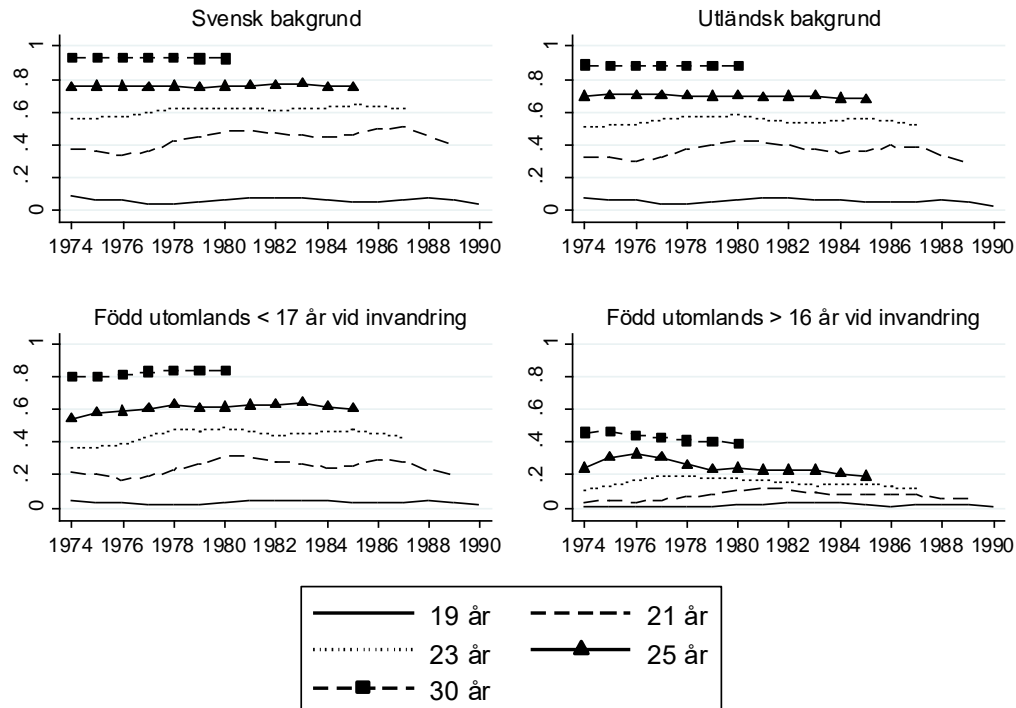 Svensk bakgrund
1
.8
.6
.4
.2
0
1974 1976 1978 1980 1982 1984 1986 1988 1990
Utländsk bakgrund
1
.8
.6
.4
.2
0
1974 1976 1978 1980 1982 1984 1986 1988 1990
Född utomlands < 17 år vid invandring
1
.8
.6
.4
.2
0
1974 1976 1978 1980 1982 1984 1986 1988 1990
Född utomlands > 16 år vid invandring
1
.8
.6
.4
.2
0
1974 1976 1978 1980 1982 1984 1986 1988 1990
19 år 21 år
23 år 25 år
30 år